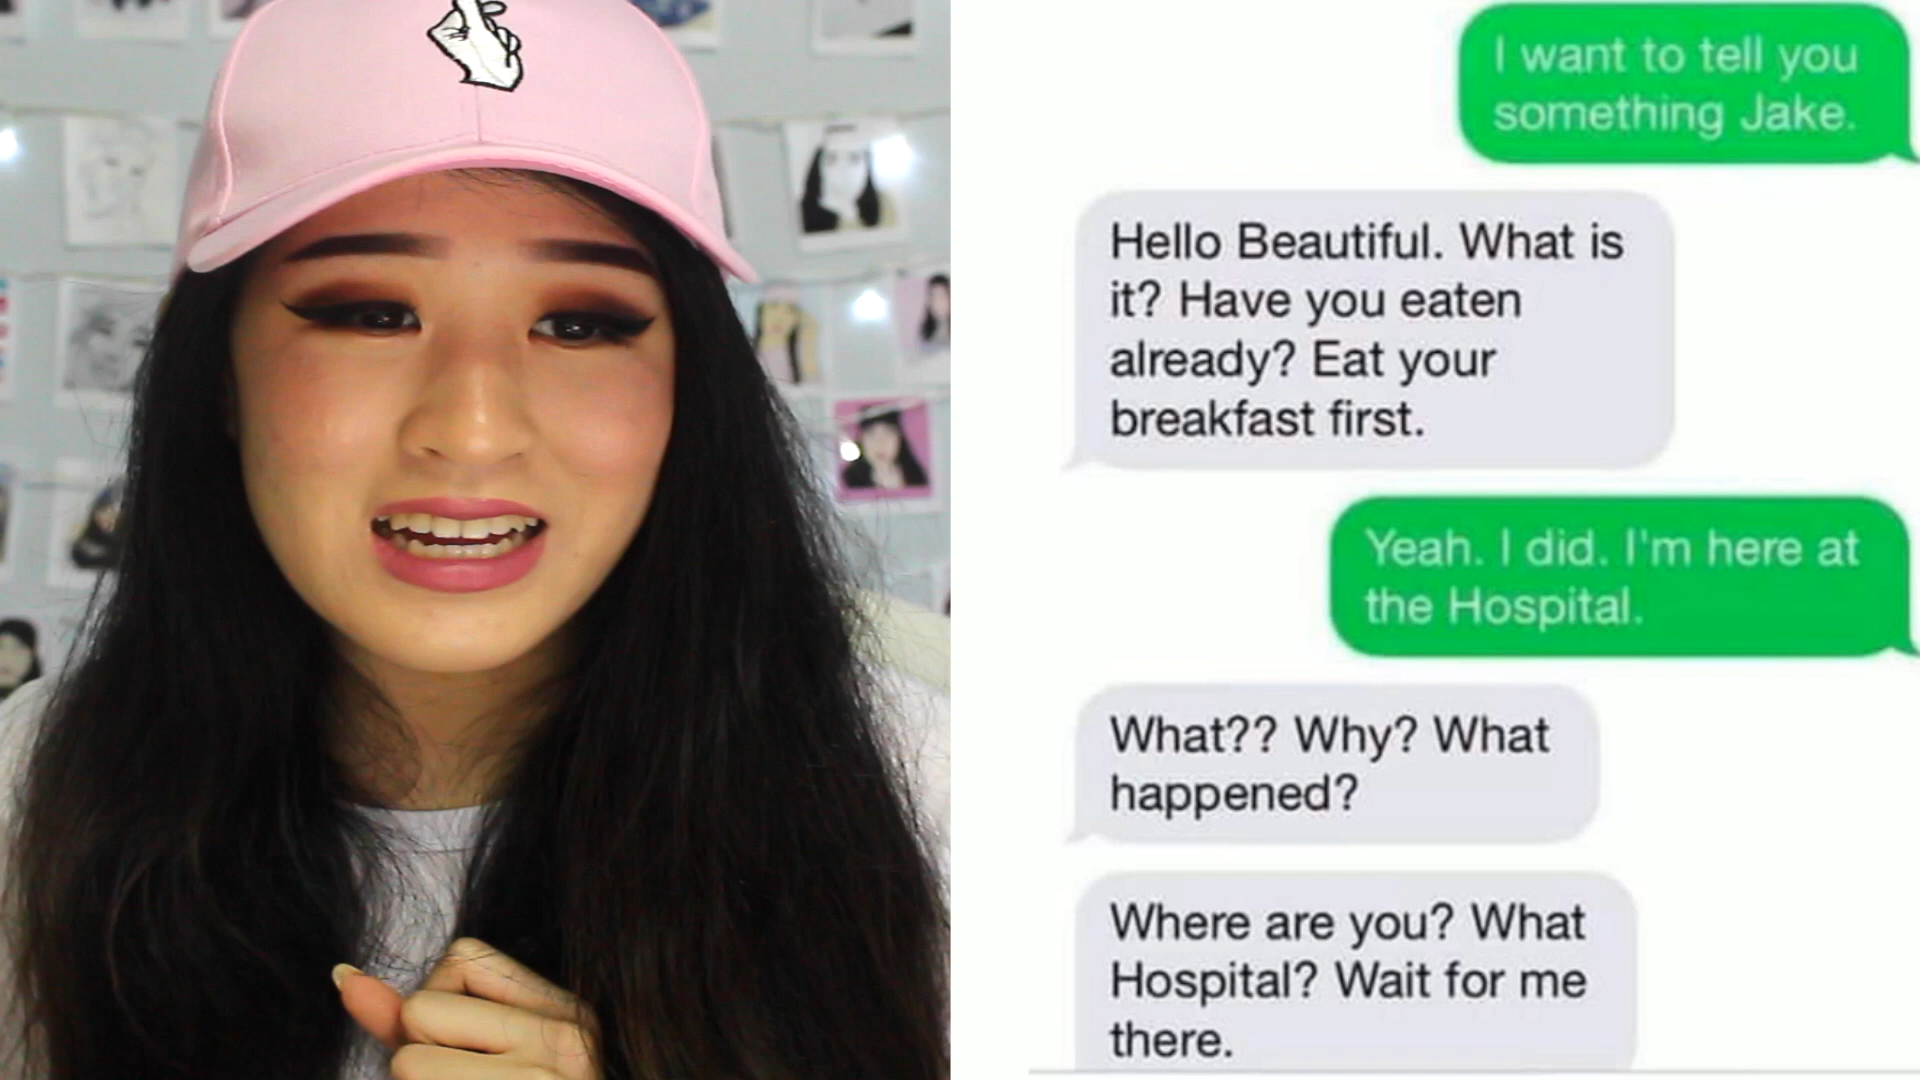 I want to tell you
something Jake.
Hello Beautiful. What is
it? Have you eaten
already? Eat your
breakfast first.
Yeah. I did. I'm here at
the Hospital.
What?? Why? What
happened?
Where are you? What
Hospital? Wait for me
there.